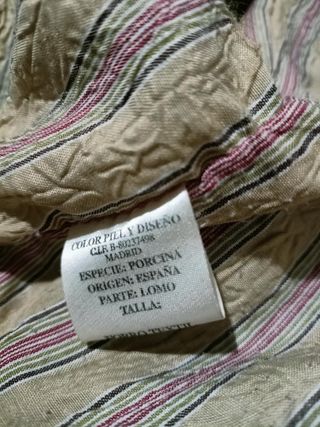 COLOR PIEL Y DISEÑO
C.I.F. B-80237498
MADRID
ESPECIE: PORCINA
ORIGEN: ESPAÑA
PARTE: LOMO
TALLA: